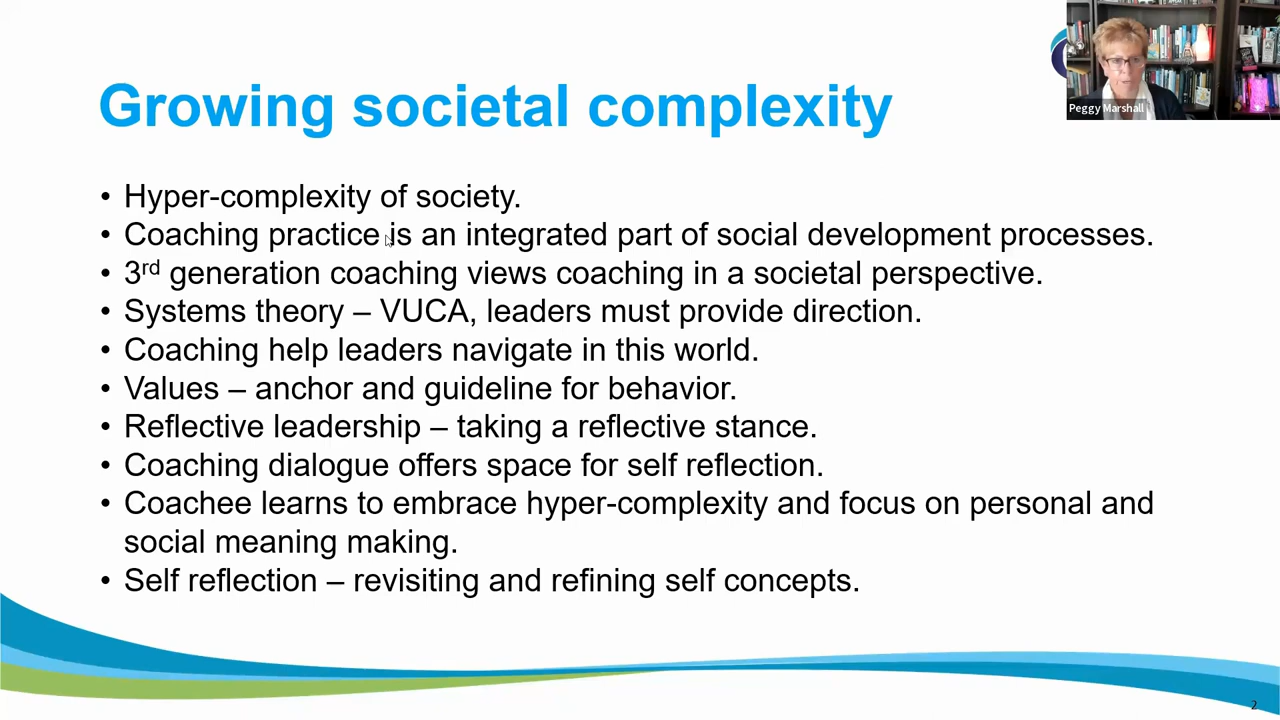 Growing societal complexity
Peggy Marshall
• Hyper-complexity of society.
• Coaching practice is an integrated part of social development processes.
• 3rd generation coaching views coaching in a societal perspective.
• Systems theory – VUCA, leaders must provide direction.
• Coaching help leaders navigate in this world.
• Values – anchor and guideline for behavior.
• Reflective leadership – taking a reflective stance.
• Coaching dialogue offers space for self reflection.
• Coachee learns to embrace hyper-complexity and focus on personal and
social meaning making.
• Self reflection – revisiting and refining self concepts.
2